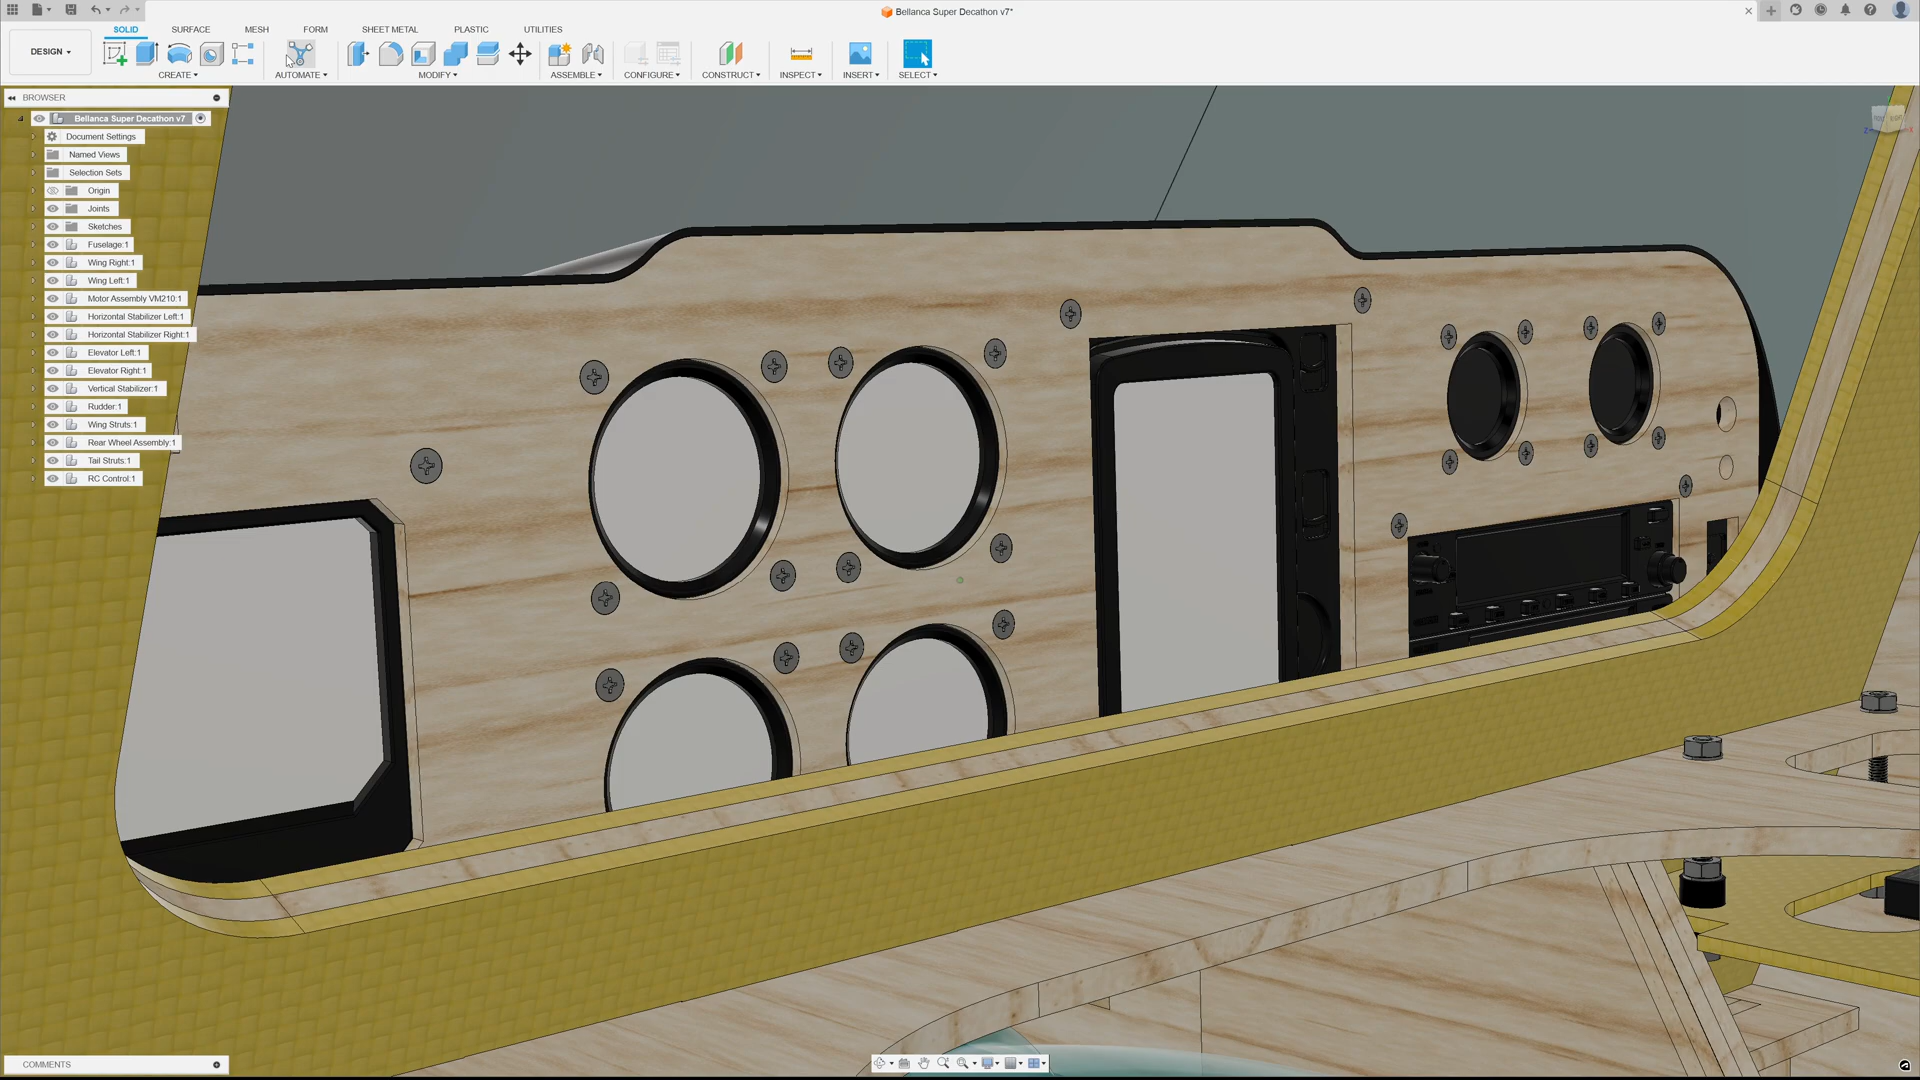 Bellanca Super Decathon v7*
SOLID SURFACE MESH FORM SHEET METAL PLASTIC UTILITIES
DESIGN
CREATE AUTOMATE MODIFY ASSEMBLE CONFIGURE CONSTRUCT INSPECT INSERT SELECT
BROWSER
Bellanca Super Decathon v7
Document Settings
Named Views
Selection Sets
Origin
Joints
Sketches
Fuselage:1
Wing Right:1
Wing Left:1
Motor Assembly VM210:1
Horizontal Stabilizer Left:1
Horizontal Stabilizer Right:1
Elevator Left:1
Elevator Right:1
Vertical Stabilizer:1
Rudder:1
Wing Struts:1
Rear Wheel Assembly:1
Tail Struts:1
RC Control:1
COMMENTS